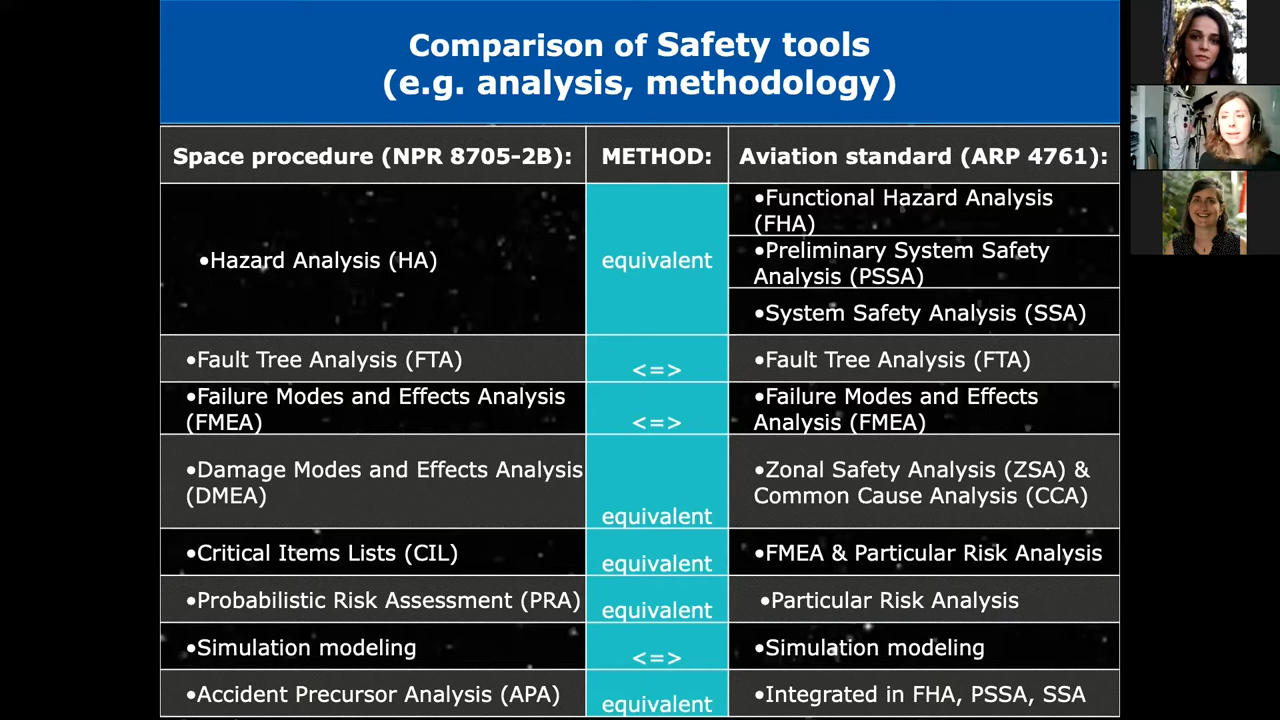 Comparison of Safety tools
(e.g. analysis, methodology)
Space procedure (NPR 8705-2B):
METHOD:
Aviation standard (ARP 4761):
•Hazard Analysis (HA)
equivalent
•Functional Hazard Analysis
(FHA)
•Preliminary System Safety
Analysis (PSSA)
•System Safety Analysis (SSA)
•Fault Tree Analysis (FTA)
<=>
•Fault Tree Analysis (FTA)
•Failure Modes and Effects Analysis
(FMEA)
<=>
•Failure Modes and Effects
Analysis (FMEA)
•Damage Modes and Effects Analysis
(DMEA)
equivalent
•Zonal Safety Analysis (ZSA) &
Common Cause Analysis (CCA)
•Critical Items Lists (CIL)
equivalent
•FMEA & Particular Risk Analysis
•Probabilistic Risk Assessment (PRA)
equivalent
•Particular Risk Analysis
•Simulation modeling
<=>
•Simulation modeling
•Accident Precursor Analysis (APA)
equivalent
•Integrated in FHA, PSSA, SSA